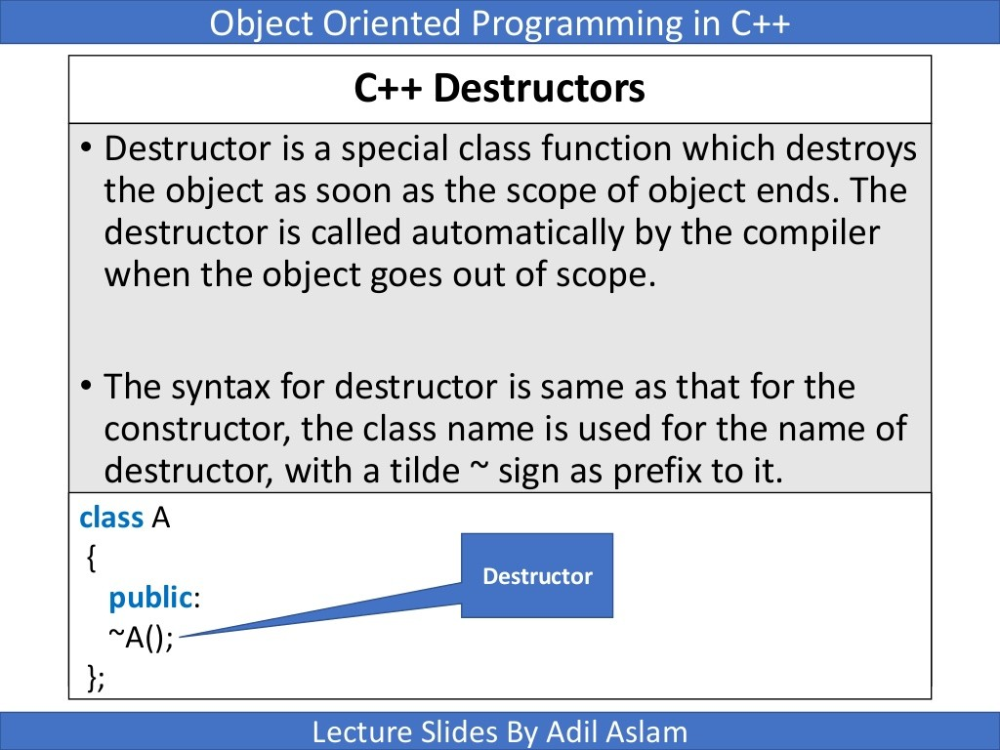 Object Oriented Programming in C++
C++ Destructors
• Destructor is a special class function which destroys
the object as soon as the scope of object ends. The
destructor is called automatically by the compiler
when the object goes out of scope.
• The syntax for destructor is same as that for the
constructor, the class name is used for the name of
destructor, with a tilde ~ sign as prefix to it.
class A
{
public:
~A();
};
Destructor
Lecture Slides By Adil Aslam